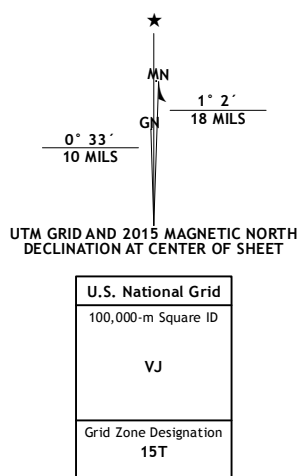 ★
MN
1° 2´
18 MILS
GN
0° 33´
10 MILS
UTM GRID AND 2015 MAGNETIC NORTH
DECLINATION AT CENTER OF SHEET
U.S. National Grid
100,000-m Square ID
VJ
Grid Zone Designation
15T